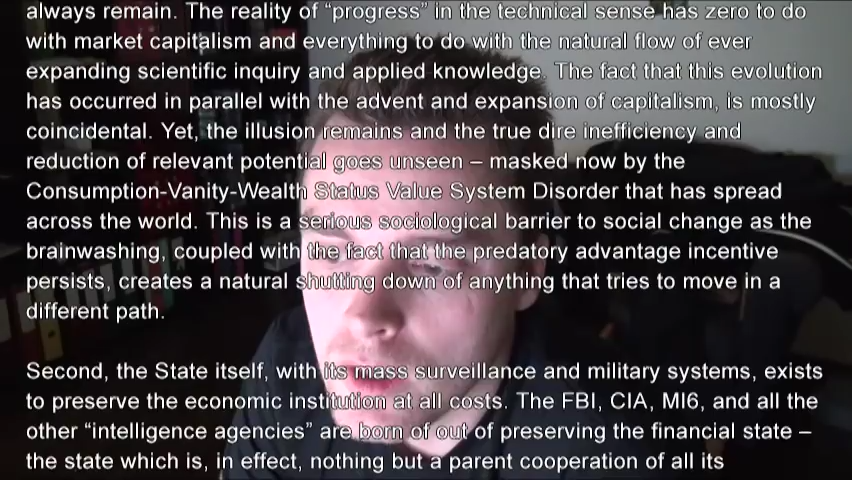 always remain. The reality of “progress” in the technical sense has zero to do
with market capitalism and everything to do with the natural flow of ever
expanding scientific inquiry and applied knowledge. The fact that this evolution
has occurred in parallel with the advent and expansion of capitalism, is mostly
coincidental. Yet, the illusion remains and the true dire inefficiency and
reduction of relevant potential goes unseen – masked now by the
Consumption-Vanity-Wealth Status Value System Disorder that has spread
across the world. This is a serious sociological barrier to social change as the
brainwashing, coupled with the fact that the predatory advantage incentive
persists, creates a natural shutting down of anything that tries to move in a
different path.
Second, the State itself, with its mass surveillance and military systems, exists
to preserve the economic institution at all costs. The FBI, CIA, MI6, and all the
other “intelligence agencies” are born of out of preserving the financial state –
the state which is, in effect, nothing but a parent cooperation of all its